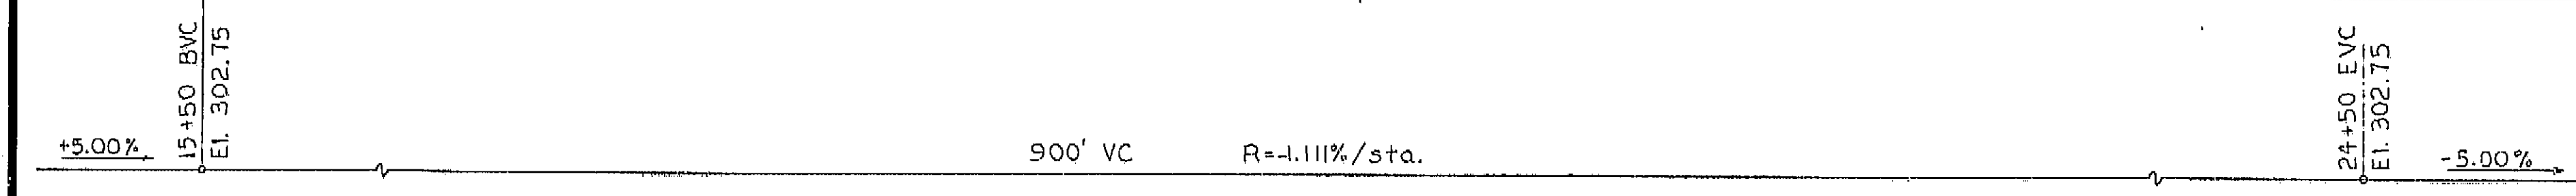 +5.00%
15+50 BVC
El. 302.75
900' VC
R=-1.111%/sta.
24+50 EVC
El. 302.75
-5.00%